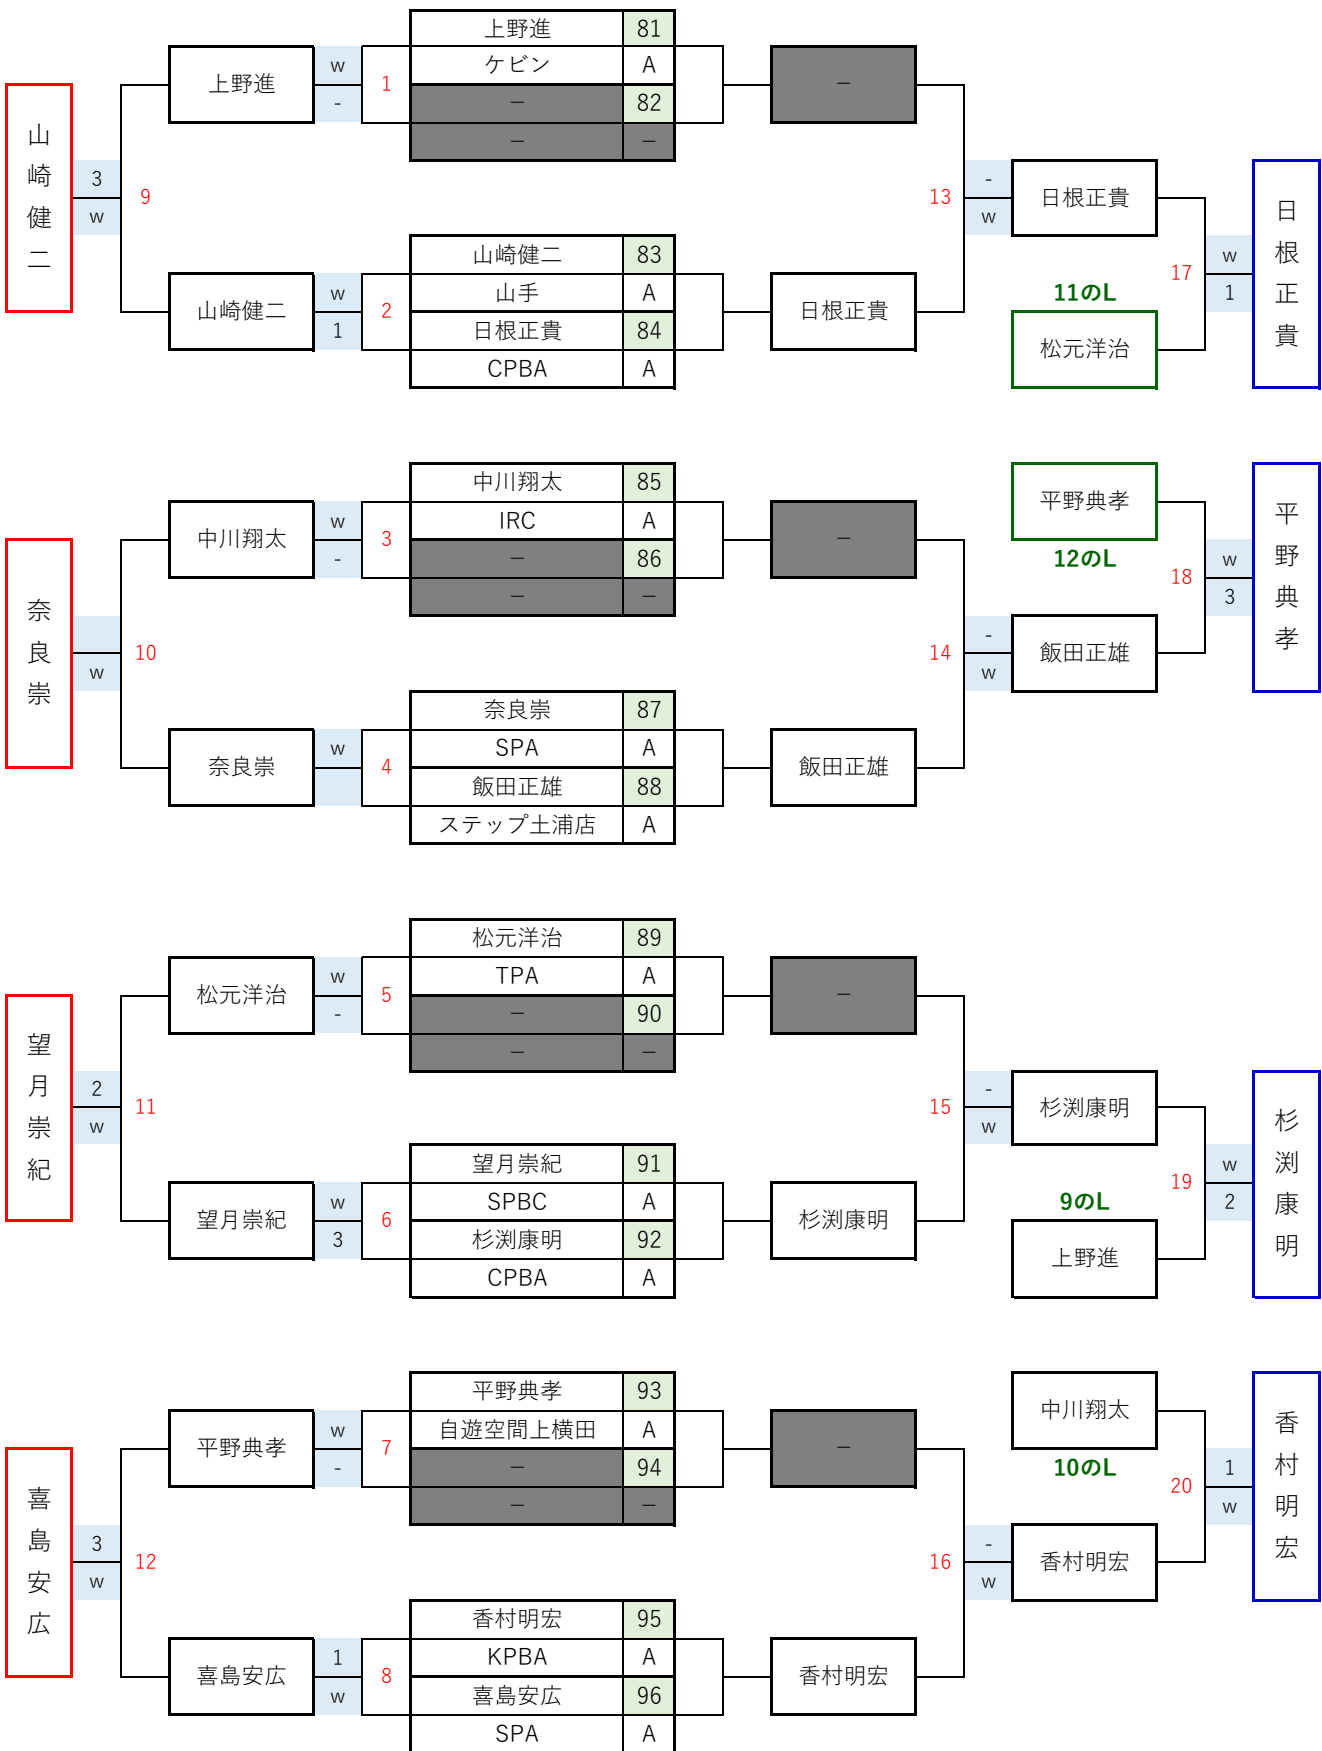 上野進 81
ケビン A
－ 82
－ －
上野進
w
-
1
－
山崎健二
3
w
9
13
-
w
日根正貴
日根正貴
w
1
17
山崎健二 83
山手 A
日根正貴 84
CPBA A
山崎健二
w
1
2
日根正貴
11のL
松元洋治
中川翔太 85
IRC A
－ 86
－ －
中川翔太
w
-
3
－
平野典孝
12のL
平野典孝
w
3
18
奈良崇
w
10
14
-
w
飯田正雄
奈良崇 87
SPA A
飯田正雄 88
ステップ土浦店 A
奈良崇
w
4
飯田正雄
松元洋治 89
TPA A
－ 90
－ －
松元洋治
w
-
5
－
望月崇紀
2
w
11
15
-
w
杉渕康明
杉渕康明
w
2
19
望月崇紀 91
SPBC A
杉渕康明 92
CPBA A
望月崇紀
w
3
6
杉渕康明
9のL
上野進
平野典孝 93
自遊空間上横田 A
－ 94
－ －
平野典孝
w
-
7
－
中川翔太
10のL
香村明宏
1
w
20
喜島安広
3
w
12
16
-
w
香村明宏
香村明宏 95
KPBA A
喜島安広 96
SPA A
喜島安広
1
w
8
香村明宏